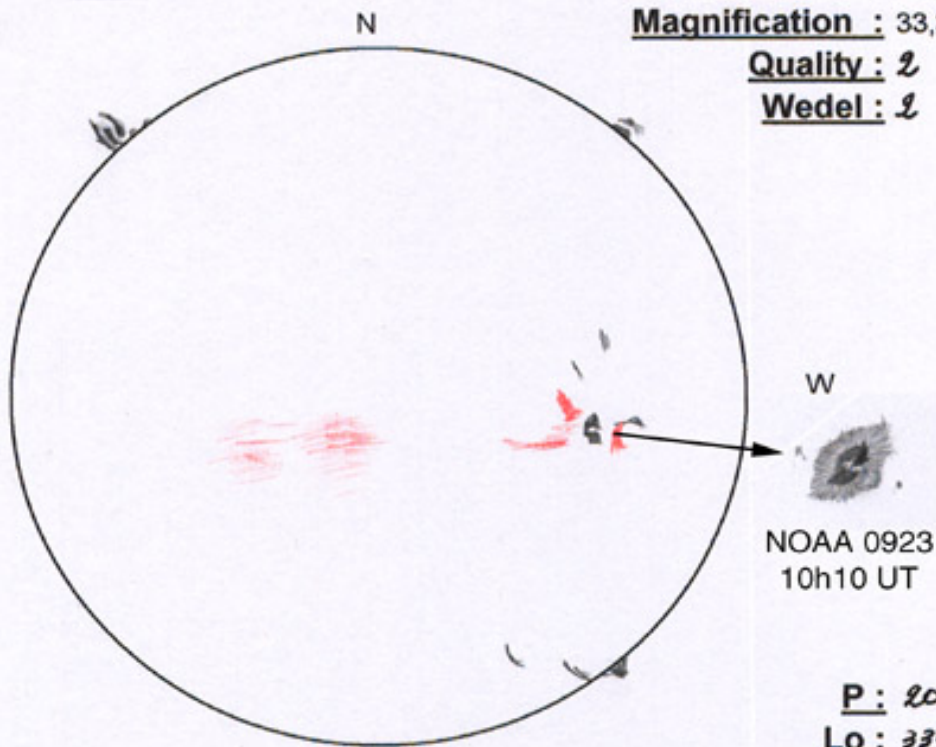 N
Magnification : 33,
Quality : 2
Wedel : 2
W
NOAA 0923
10h10 UT
P : 20
Lo : 33